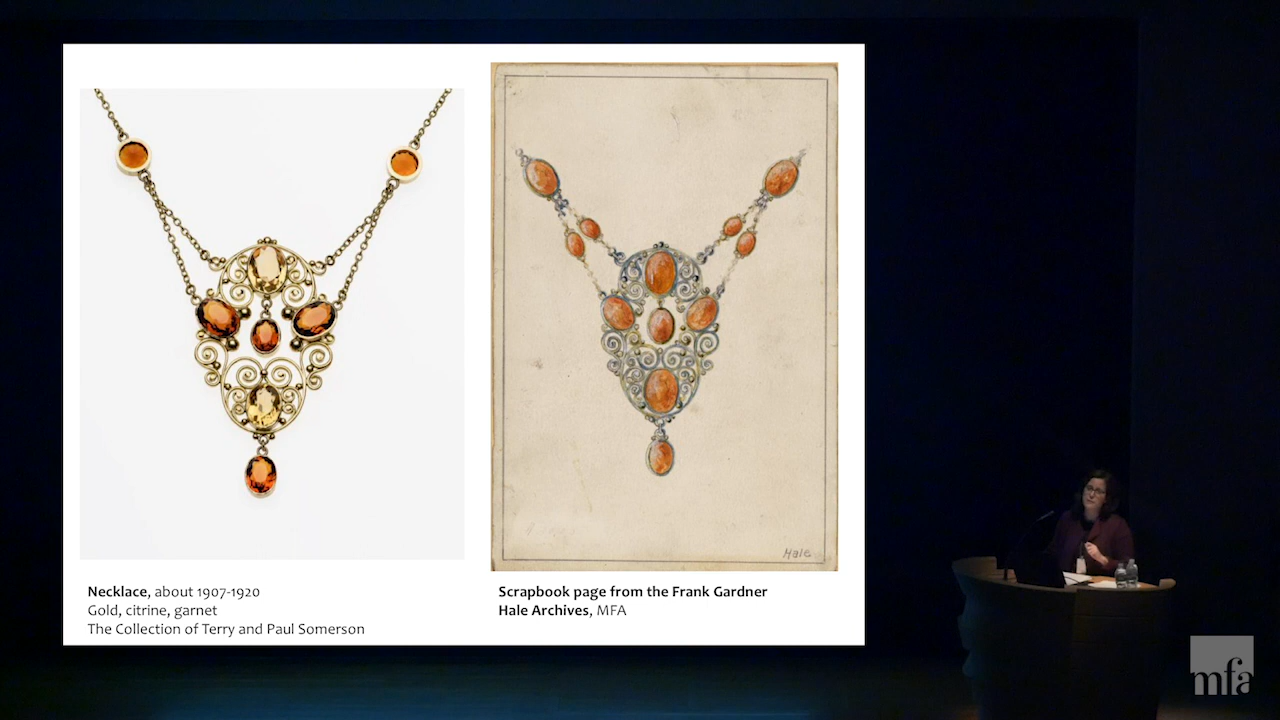 Necklace, about 1907-1920
Gold, citrine, garnet
The Collection of Terry and Paul Somerson
Hale
Scrapbook page from the Frank Gardner
Hale Archives, MFA
mfa